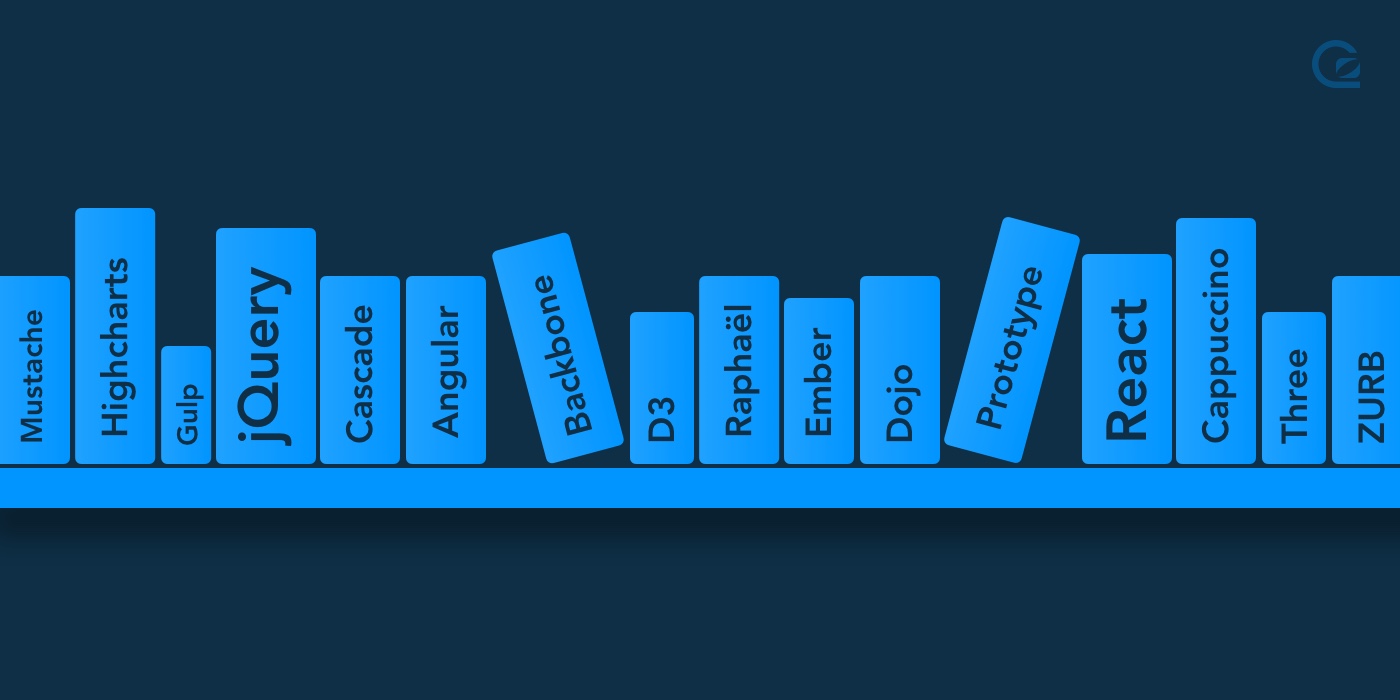 Mustache
Highcharts
Gulp
jQuery
Cascade
Angular
Backbone
D3
Raphaël
Ember
Dojo
Prototype
React
Cappuccino
Three
ZURB